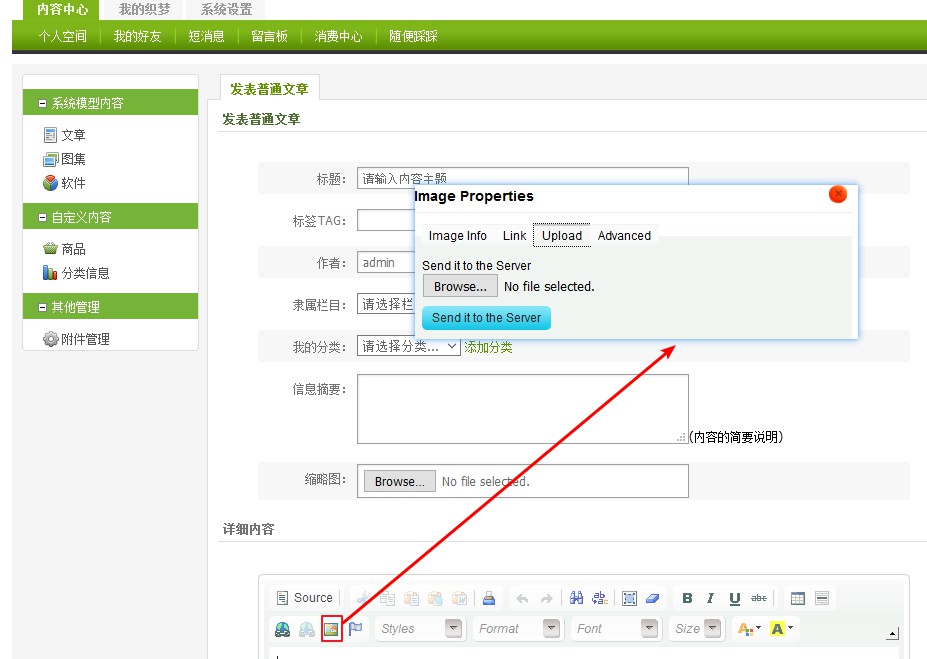 内容中心 我的织梦 系统设置
个人空间 我的好友 短消息 留言板 消费中心 随便踩踩
系统模型内容
文章
图集
软件
自定义内容
商品
分类信息
其他管理
附件管理
发表普通文章
发表普通文章
标题： 请输入内容主题
标签TAG：
作者： admin
隶属栏目： 请选择栏
我的分类： 请选择分类... 添加分类
信息摘要：
(内容的简要说明)
缩略图： Browse... No file selected.
Image Properties
Image Info Link Upload Advanced
Send it to the Server
Browse... No file selected.
Send it to the Server
详细内容
Source B I U abc
Styles Format Font Size A A